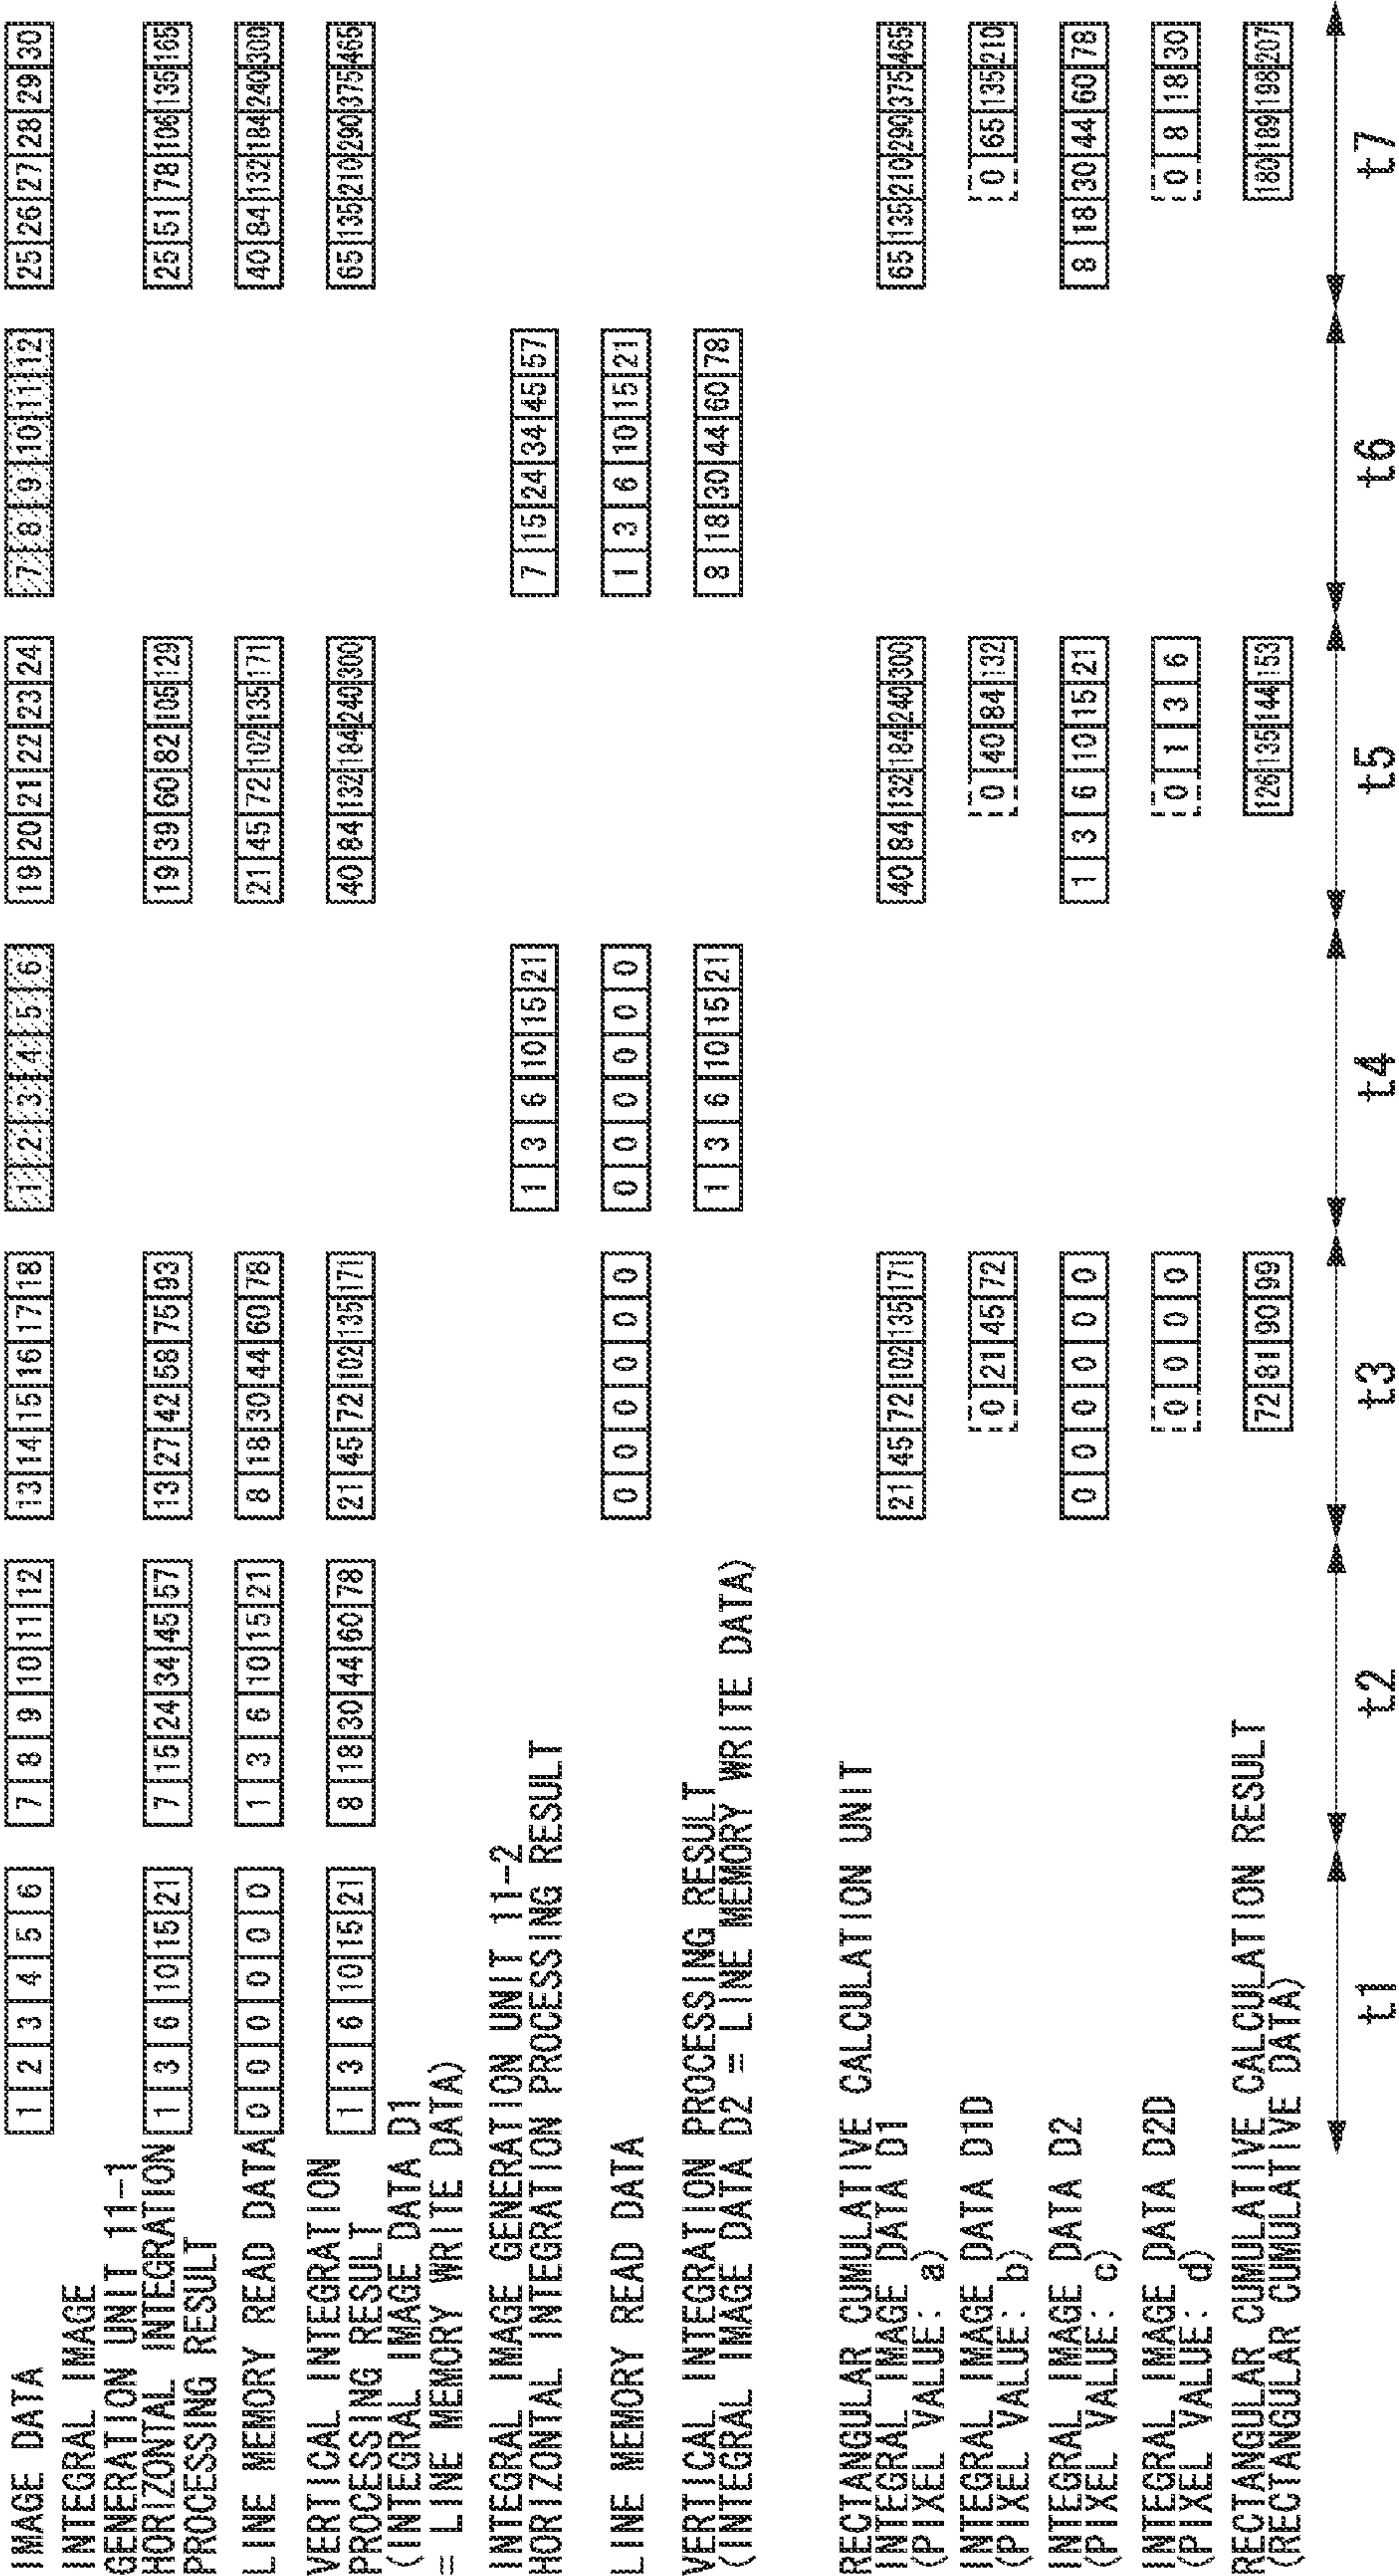 IMAGE DATA 1 2 3 4 5 6 7 8 9 10 11 12 13 14 15 16 17 18 1 2 3 4 5 6 19 20 21 22 23 24 7 8 9 10 11 12 25 26 27 28 29 30
INTEGRAL IMAGE
GENERATION UNIT 11-1
HORIZONTAL INTEGRATION 1 3 6 10 15 21 7 15 24 34 45 57 13 27 42 58 75 93 19 39 60 82 105 129 25 51 78 106 135 165
PROCESSING RESULT
LINE MEMORY READ DATA 0 0 0 0 0 0 1 3 6 10 15 21 8 18 30 44 60 78 21 45 72 102 135 171 40 84 132 184 240 300
VERTICAL INTEGRATION 1 3 6 10 15 21 8 18 30 44 60 78 21 45 72 102 135 171 40 84 132 184 240 300 65 135 210 290 375 465
PROCESSING RESULT
(INTEGRAL IMAGE DATA D1
= LINE MEMORY WRITE DATA)
INTEGRAL IMAGE GENERATION UNIT 11-2
HORIZONTAL INTEGRATION PROCESSING RESULT 1 3 6 10 15 21 7 15 24 34 45 57
LINE MEMORY READ DATA 0 0 0 0 0 0 0 0 0 0 0 0 1 3 6 10 15 21
VERTICAL INTEGRATION PROCESSING RESULT 1 3 6 10 15 21 8 18 30 44 60 78
(INTEGRAL IMAGE DATA D2 = LINE MEMORY WRITE DATA)
RECTANGULAR CUMULATIVE CALCULATION UNIT
INTEGRAL IMAGE DATA D1 21 45 72 102 135 171 40 84 132 184 240 300 65 135 210 290 375 465
(PIXEL VALUE: a)
INTEGRAL IMAGE DATA D1D 0 21 45 72 0 40 84 132 0 65 135 210
(PIXEL VALUE: b)
INTEGRAL IMAGE DATA D2 0 0 0 0 0 0 1 3 6 10 15 21 8 18 30 44 60 78
(PIXEL VALUE: c)
INTEGRAL IMAGE DATA D2D 0 0 0 0 0 1 3 6 0 8 18 30
(PIXEL VALUE: d)
RECTANGULAR CUMULATIVE CALCULATION RESULT 72 81 90 99 126 135 144 153 180 189 198 207
(RECTANGULAR CUMULATIVE DATA)
t1 t2 t3 t4 t5 t6 t7